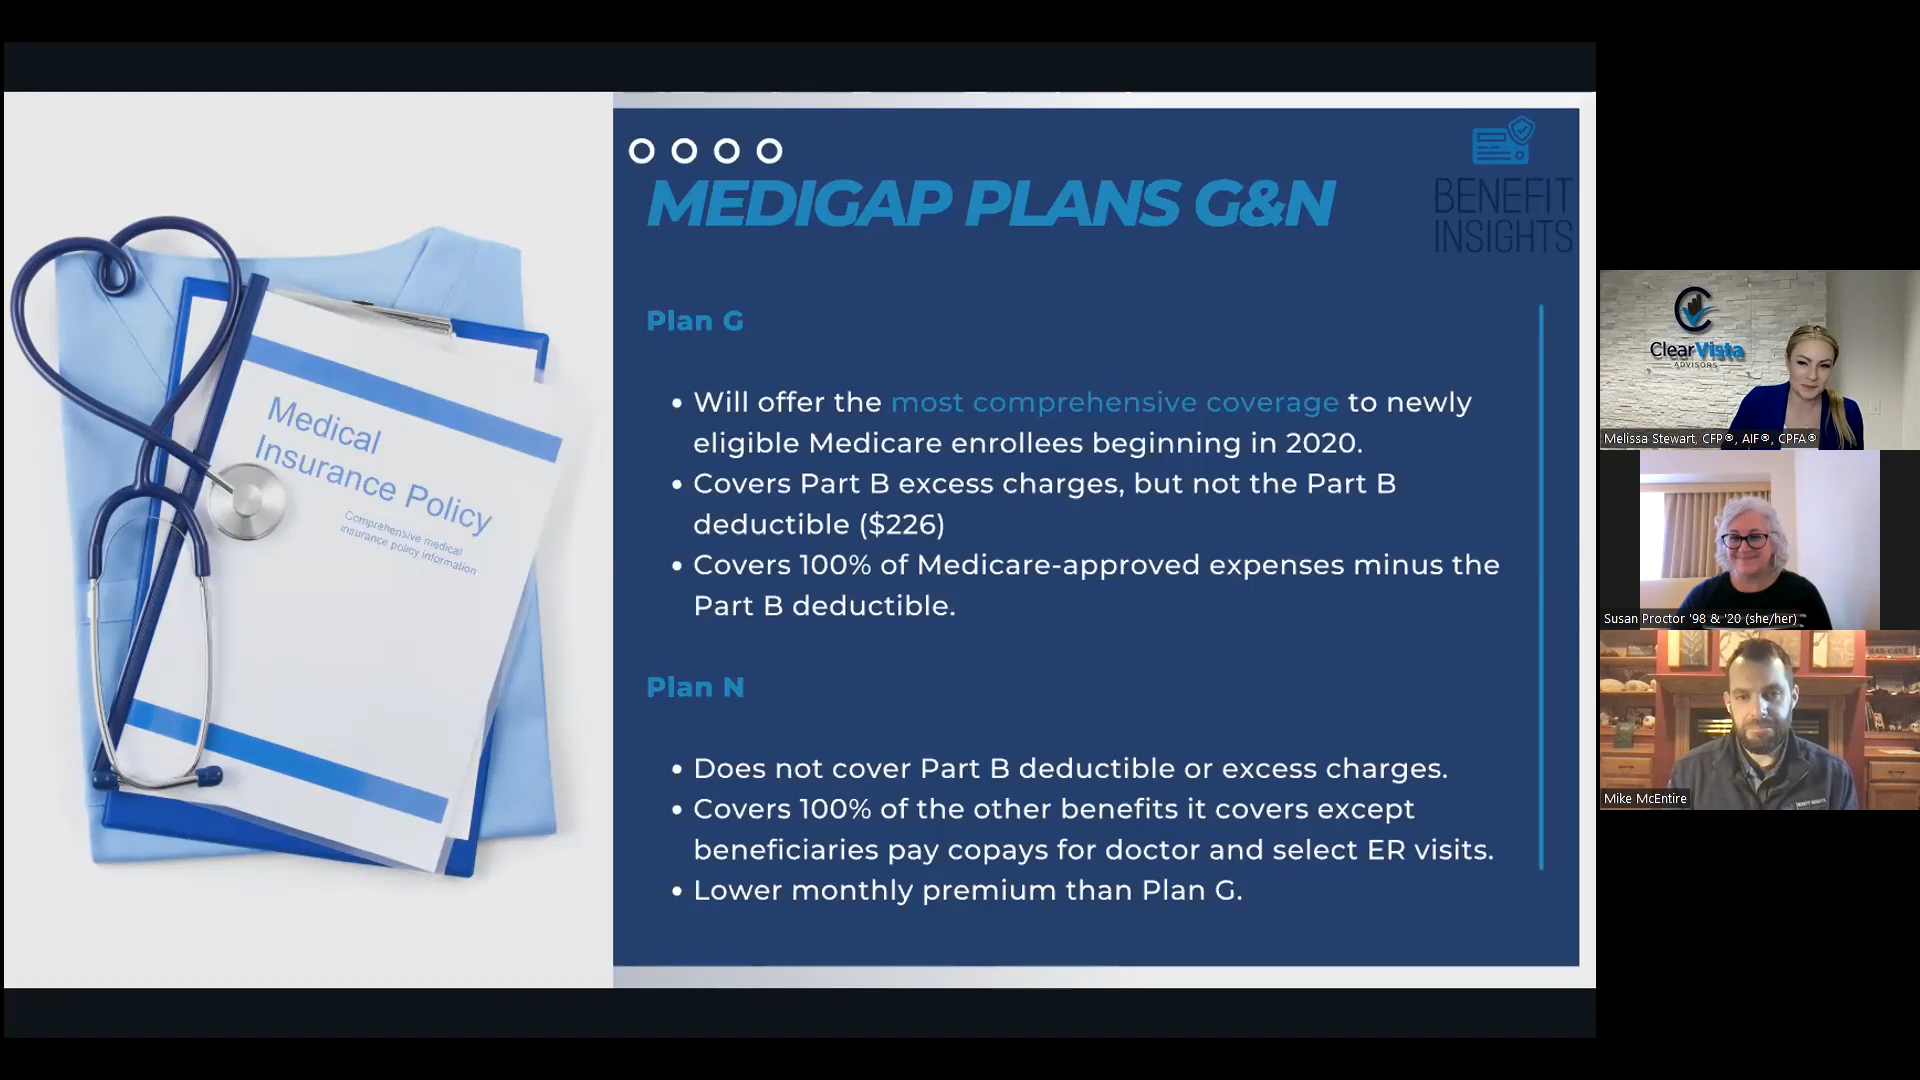 MEDIGAP PLANS G&N
BENEFIT
INSIGHTS
Plan G
Will offer the most comprehensive coverage to newly
eligible Medicare enrollees beginning in 2020.
Covers Part B excess charges, but not the Part B
deductible ($226)
Covers 100% of Medicare-approved expenses minus the
Part B deductible.
Plan N
Does not cover Part B deductible or excess charges.
Covers 100% of the other benefits it covers except
beneficiaries pay copays for doctor and select ER visits.
Lower monthly premium than Plan G.
Medical
Insurance Policy
Comprehensive medical
insurance policy information
ClearVista
ADVISORS
Melissa Stewart, CFP®, AIF®, CPFA®
Susan Proctor '98 & '20 (she/her)
MAN CAVE
Mike McEntire
BENEFIT INSIGHTS